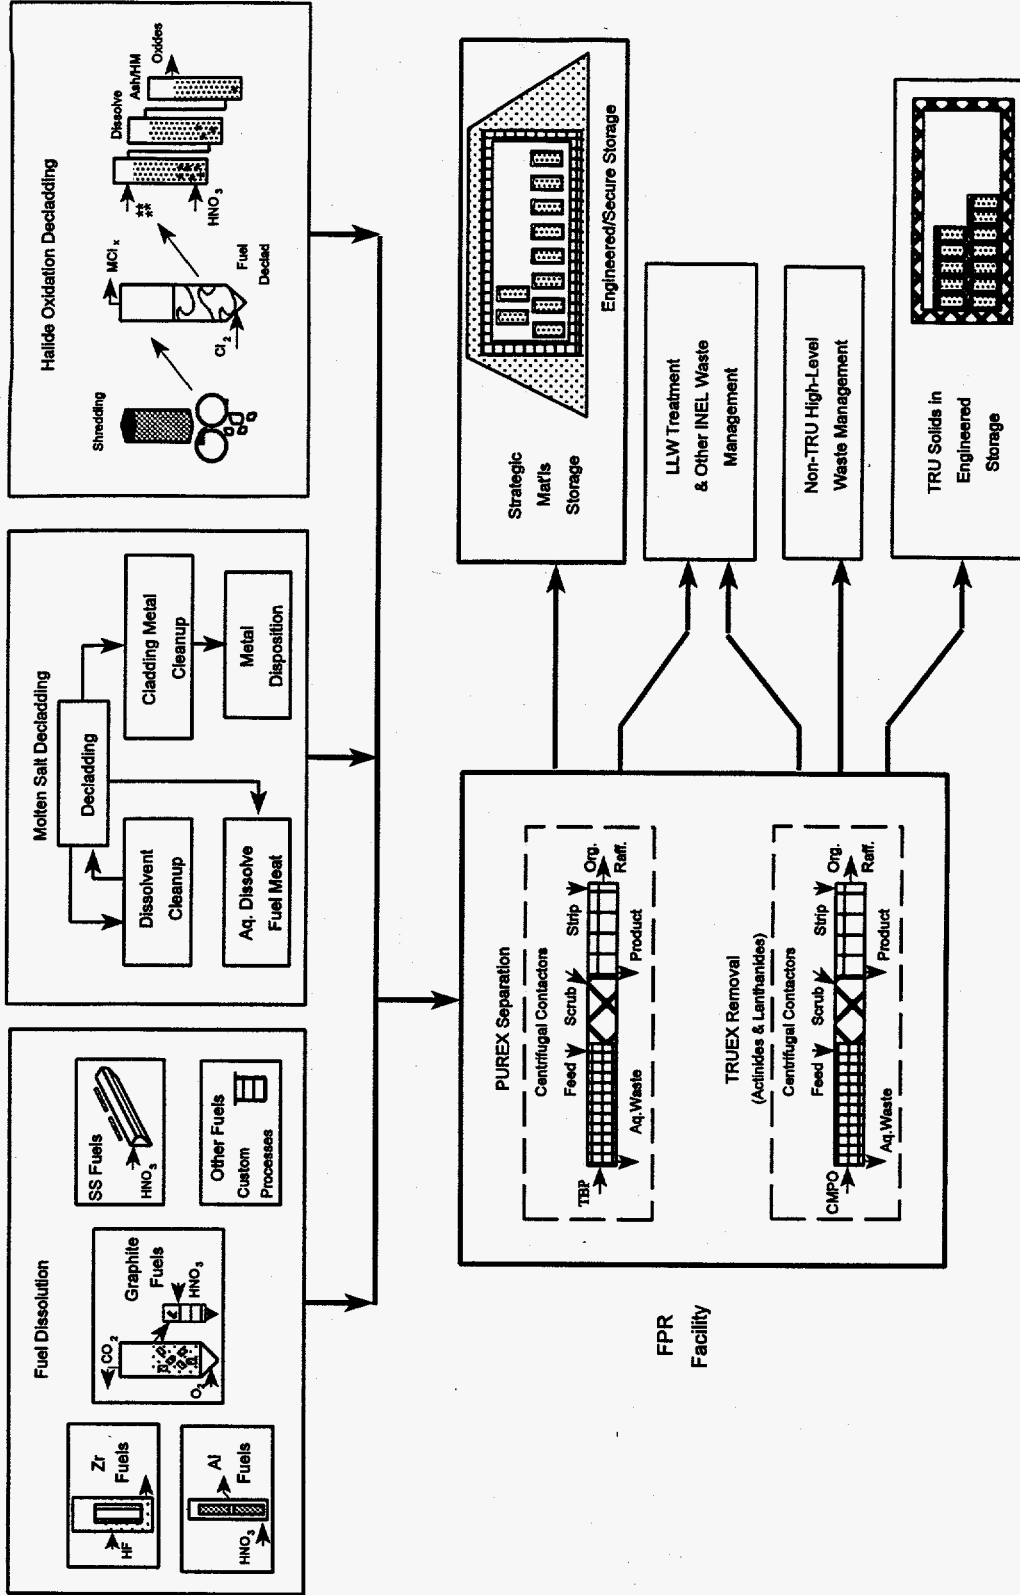 Fuel Dissolution
Zr
Fuels
HF
Al
Fuels
HNO3
CO2
Graphite
Fuels
HNO3
O2
SS Fuels
HNO3
Other Fuels
Custom
Processes
Molten Salt Decladding
Decladding
Dissolvent
Cleanup
Cladding Metal
Cleanup
Aq. Dissolve
Fuel Meat
Metal
Disposition
Halide Oxidation Decladding
Shredding
MClx
Cl2
Fuel
Declad
**
**
HNO3
Dissolve
Ash/HM
Oxides
FPR
Facility
PUREX Separation
Centrifugal Contactors
Feed
Scrub
Strip
TBP
Org.
Raff.
Aq.Waste
Product
TRUEX Removal
(Actinides & Lanthanides)
Centrifugal Contactors
Feed
Scrub
Strip
CMPO
Org.
Raff.
Aq.Waste
Product
Strategic
Mat'ls
Storage
Engineered/Secure Storage
LLW Treatment
& Other INEL Waste
Management
Non-TRU High-Level
Waste Management
TRU Solids in
Engineered
Storage